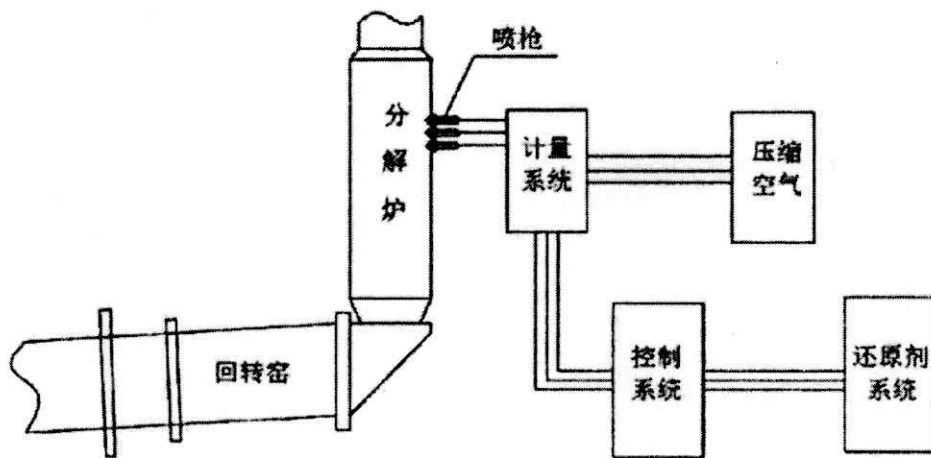 喷枪
分
解
炉
计量
系统
压缩
空气
回转窑
控制
系统
还原剂
系统